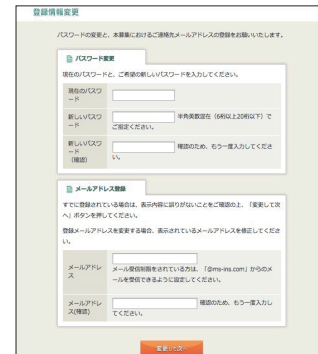 登録情報変更
パスワードの変更と、本募集におけるご連絡先メールアドレスの登録をお願いいたします。
パスワード変更
現在のパスワードと、ご希望の新しいパスワードを入力してください。
現在のパスワ
ード
新しいパスワ
ード
半角英数混在（6桁以上20桁以下）で
ご指定ください。
新しいパスワ
ード
（確認）
確認のため、もう一度入力してくださ
い。
メールアドレス登録
すでに登録されている場合は、表示内容に誤りがないことをご確認の上、「変更して次
へ」ボタンを押してください。
登録メールアドレスを変更する場合、表示されているメールアドレスを修正してくださ
い。
メールアドレ
ス
メール受信制限をされている方は、「@ms-ins.com」からのメ
ールを受信できるように設定してください。
メールアドレ
ス(確認)
確認のため、もう一度入力し
てください。
変更して次へ